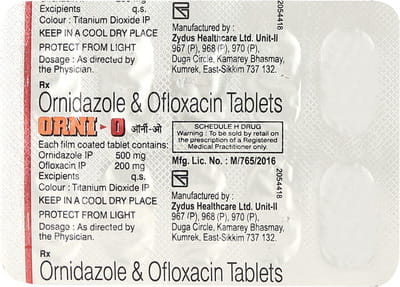 Excipients q.s.
Colour : Titanium Dioxide IP
KEEP IN A COOL DRY PLACE
PROTECT FROM LIGHT
Dosage : As directed by
the Physician.
Manufactured by :
Zydus Healthcare Ltd. Unit-II
967 (P), 968 (P), 970 (P),
Duga Circle, Kamarey Bhasmay,
Kumrek, East-Sikkim 737 132.
2054418
Rx
Ornidazole & Ofloxacin Tablets
ORNI-O ऑर्नी-ओ
Each film coated tablet contains:
Ornidazole IP 500 mg
Ofloxacin IP 200 mg
Excipients q.s.
Colour : Titanium Dioxide IP
KEEP IN A COOL DRY PLACE
PROTECT FROM LIGHT
Dosage : As directed by
the Physician.
SCHEDULE H DRUG
Warning : To be sold by retail on
the prescription of a Registered
Medical Practitioner only.
Mfg. Lic. No. : M/765/2016
Manufactured by :
Zydus Healthcare Ltd. Unit-II
967 (P), 968 (P), 970 (P),
Duga Circle, Kamarey Bhasmay,
Kumrek, East-Sikkim 737 132.
2054418
Rx
Ornidazole & Ofloxacin Tablets